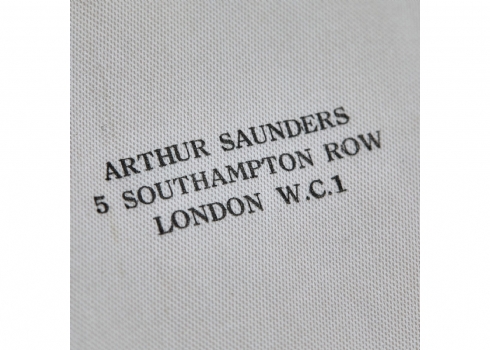 ARTHUR SAUNDERS
5 SOUTHAMPTON ROW
LONDON W.C.1